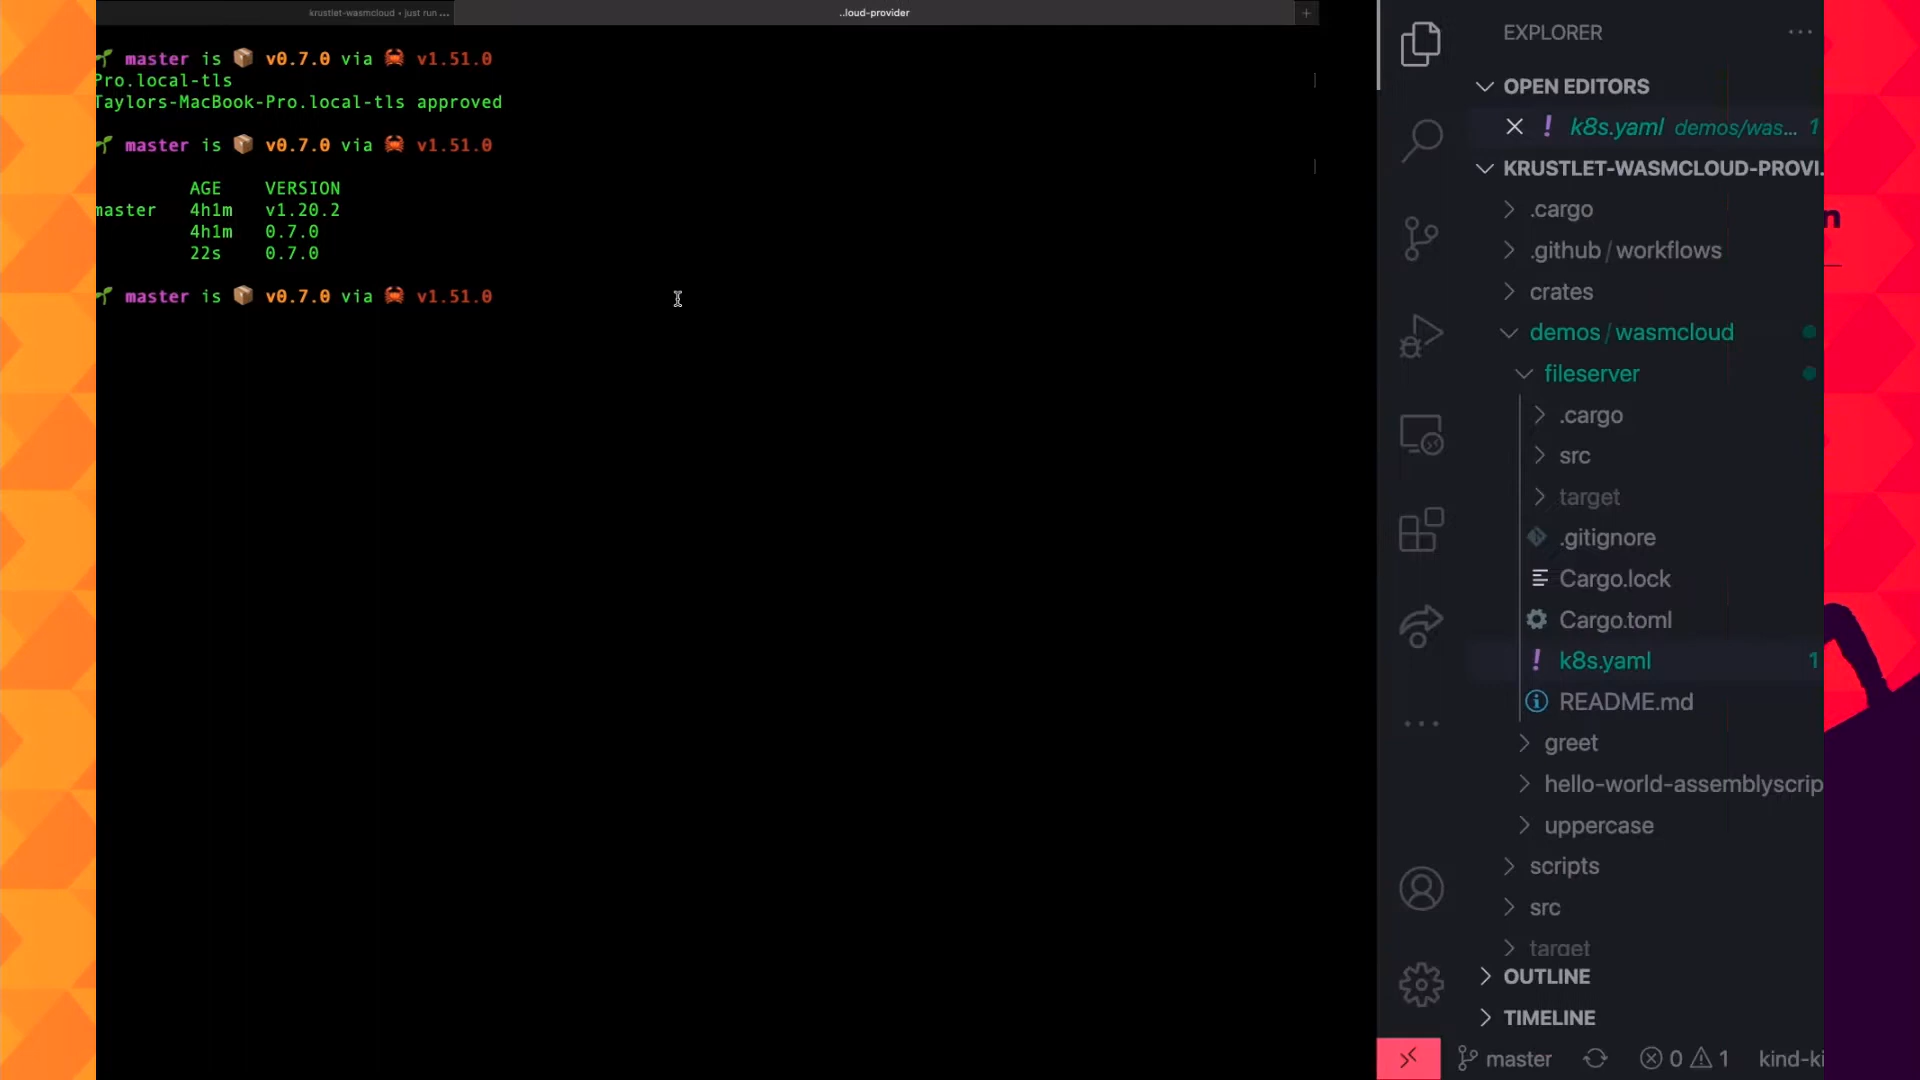 krustlet-wasmcloud • just run ...
..loud-provider
master is v0.7.0 via v1.51.0
Pro.local-tls
Taylors-MacBook-Pro.local-tls approved
master is v0.7.0 via v1.51.0
AGE VERSION
master 4h1m v1.20.2
4h1m 0.7.0
22s 0.7.0
master is v0.7.0 via v1.51.0
EXPLORER
OPEN EDITORS
k8s.yaml demos/was... 1
KRUSTLET-WASMCLOUD-PROVI.
.cargo
.github/workflows
crates
demos/wasmcloud
fileserver
.cargo
src
target
.gitignore
Cargo.lock
Cargo.toml
k8s.yaml 1
README.md
greet
hello-world-assemblyscrip
uppercase
scripts
src
target
OUTLINE
TIMELINE
master 0 1 kind-ki
n